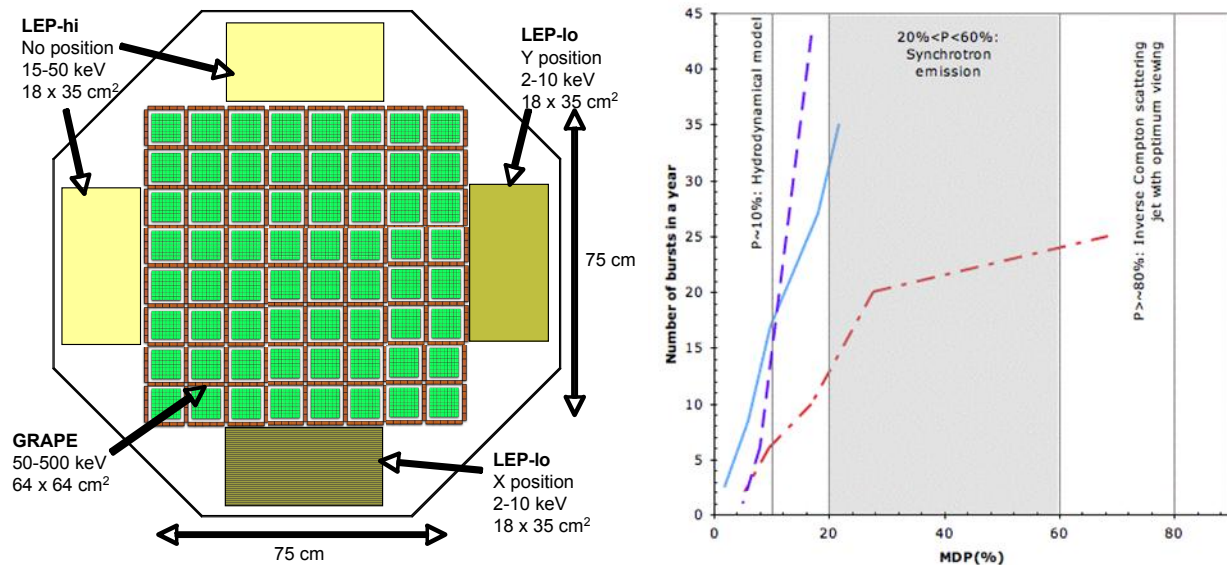 LEP-hi
No position
15-50 keV
18 x 35 cm²
LEP-lo
Y position
2-10 keV
18 x 35 cm²
75 cm
GRAPE
50-500 keV
64 x 64 cm²
LEP-lo
X position
2-10 keV
18 x 35 cm²
75 cm
Number of bursts in a year
45
40
35
30
25
20
15
10
5
0
P~10%: Hydrodynamical model
20%<P<60%:
Synchrotron
emission
P>~80%: Inverse Compton scattering
jet with optimum viewing
0
20
40
60
80
MDP(%)